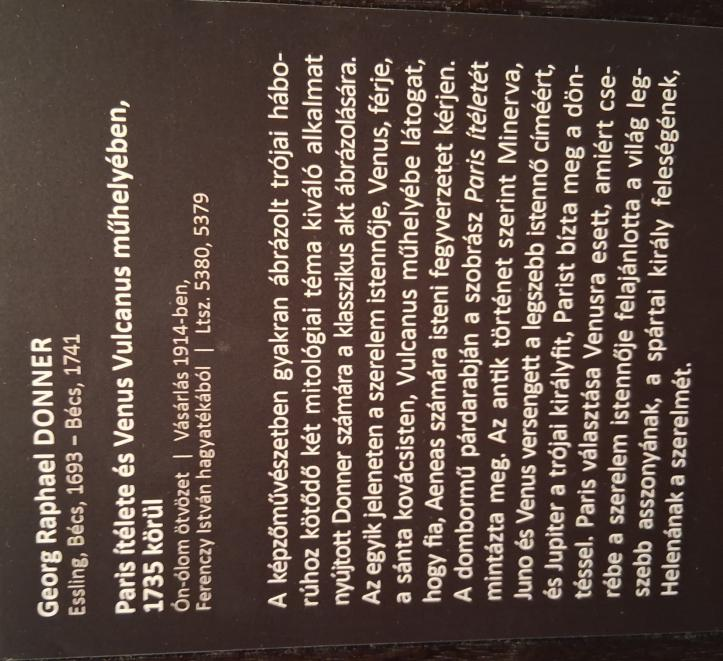 Georg Raphael DONNER
Essling, Bécs, 1693 – Bécs, 1741
Paris ítélete és Venus Vulcanus műhelyében,
1735 körül
Ón-ólom ötvözet | Vásárlás 1914-ben,
Ferenczy István hagyatékából | Ltsz. 5380, 5379
A képzőművészetben gyakran ábrázolt trójai hábo-
rúhoz kötődő két mitológiai téma kiváló alkalmat
nyújtott Donner számára a klasszikus akt ábrázolására.
Az egyik jeleneten a szerelem istennője, Venus, férje,
a sánta kovácsisten, Vulcanus műhelyébe látogat,
hogy fia, Aeneas számára isteni fegyverzetet kérjen.
A dombormű párdarabján a szobrász Paris ítéletét
mintázta meg. Az antik történet szerint Minerva,
Juno és Venus versengett a legszebb istennő címéért,
és Jupiter a trójai királyfit, Parist bízta meg a dön-
téssel. Paris választása Venusra esett, amiért cse-
rébe a szerelem istennője felajánlotta a világ leg-
szebb asszonyának, a spártai király feleségének,
Helenának a szerelmét.